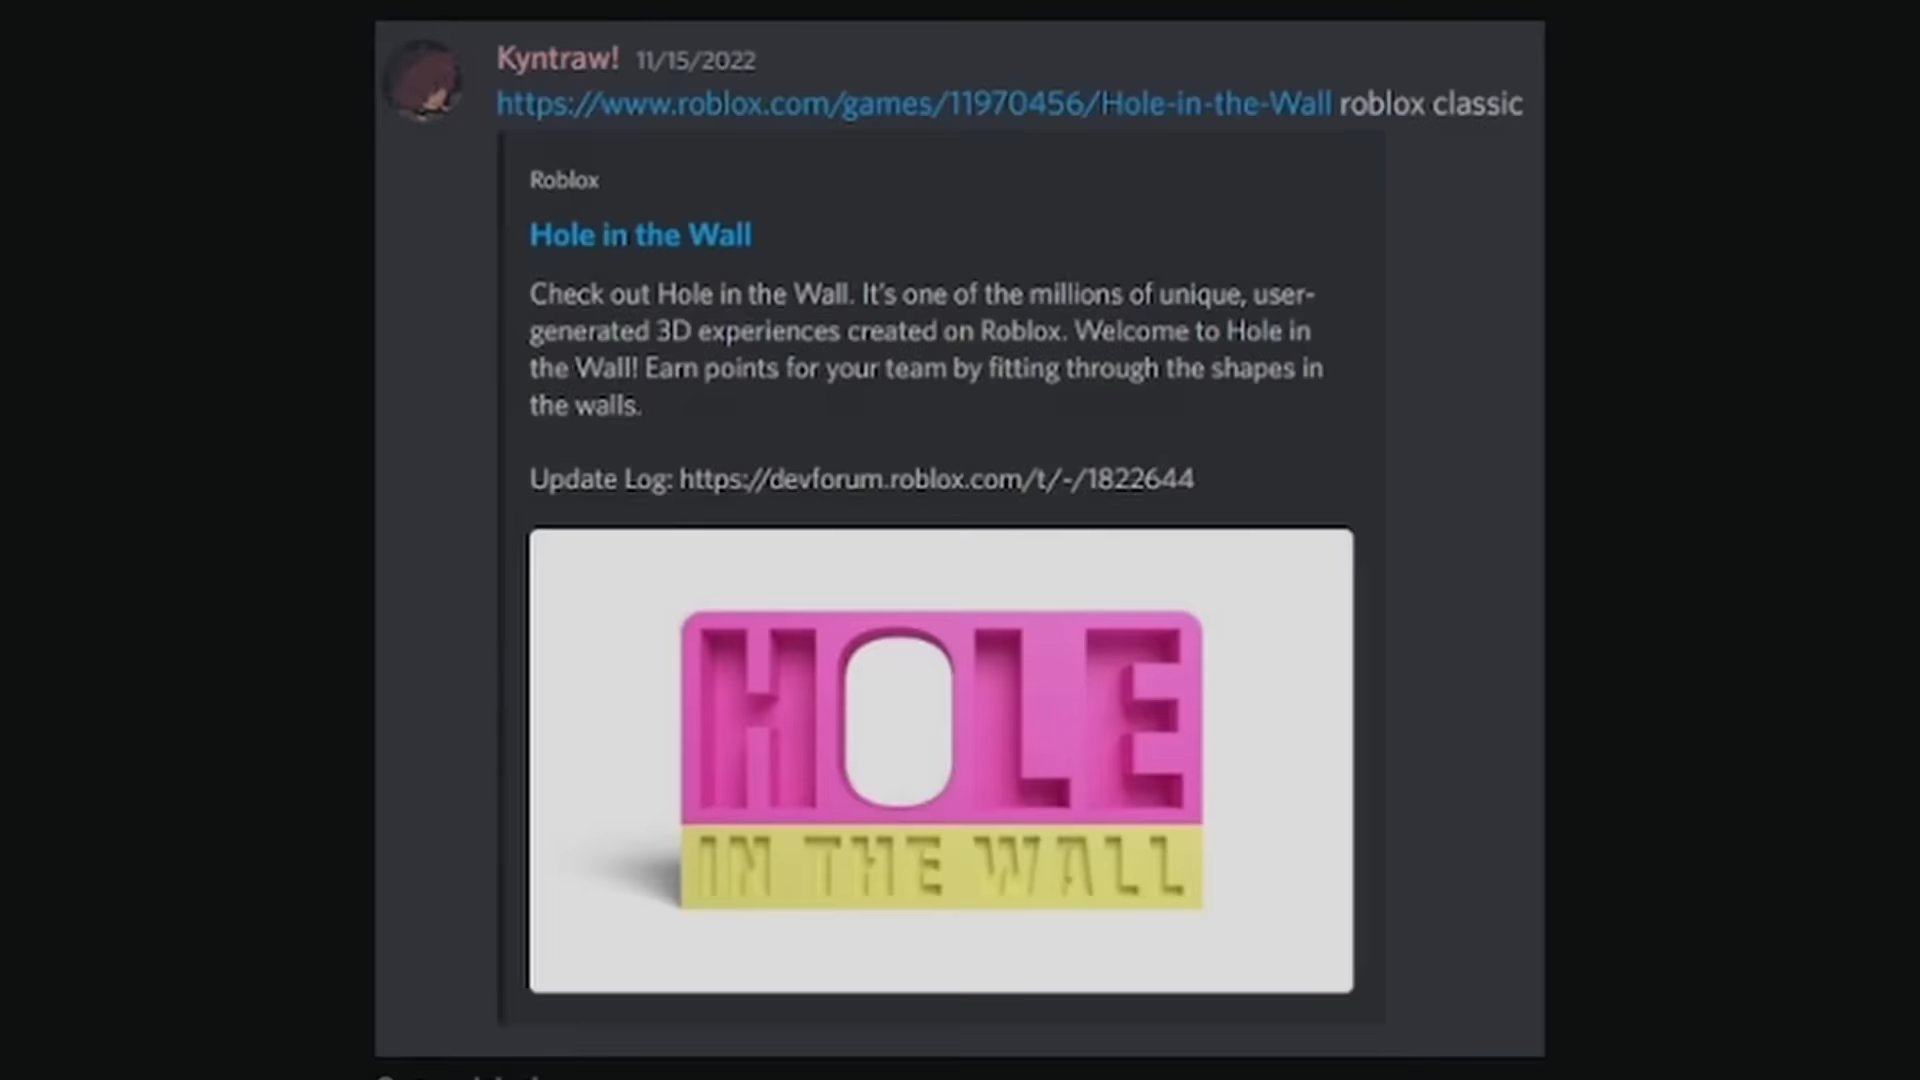 Kyntraw! 11/15/2022
https://www.roblox.com/games/11970456/Hole-in-the-Wall roblox classic
Roblox
Hole in the Wall
Check out Hole in the Wall. It's one of the millions of unique, user-
generated 3D experiences created on Roblox. Welcome to Hole in
the Wall! Earn points for your team by fitting through the shapes in
the walls.
Update Log: https://devforum.roblox.com/t/-/1822644
HOLE
IN THE WALL